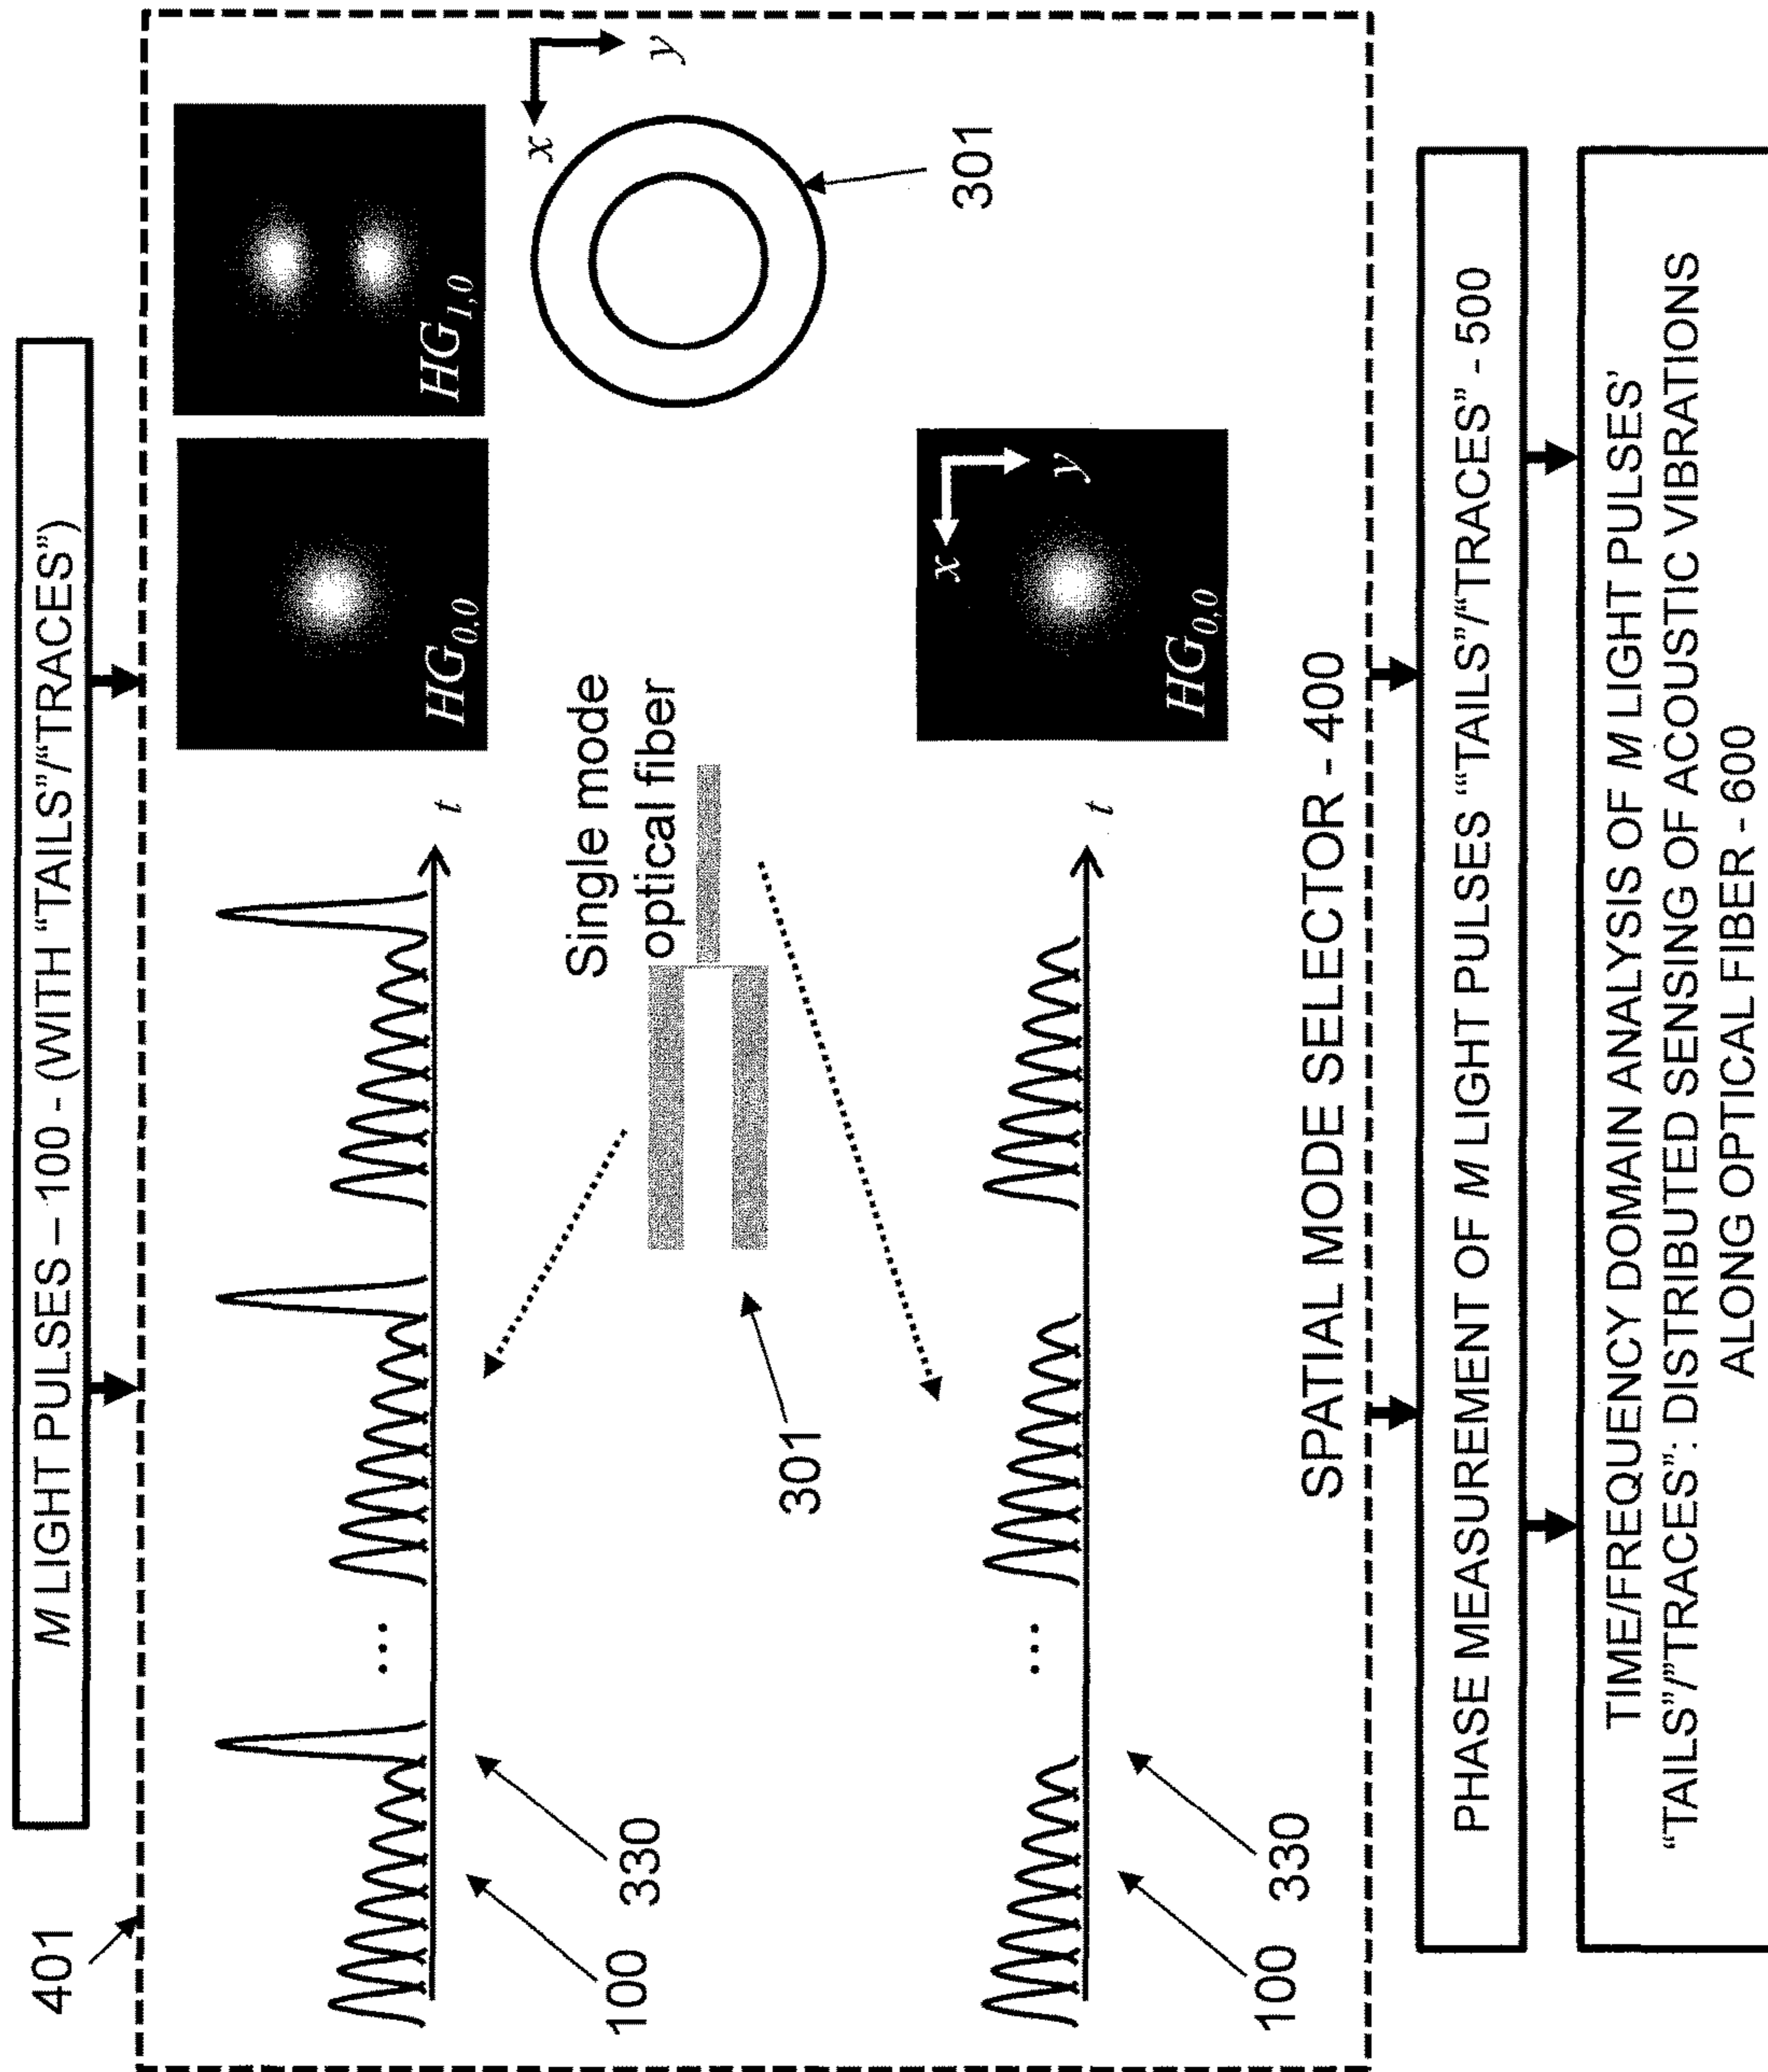 M LIGHT PULSES – 100 - (WITH "TAILS"/"TRACES")
401
HG1,0
HG0,0
x
y
301
t
Single mode
optical fiber
301
...
330
100
x
y
HG0,0
t
...
330
100
SPATIAL MODE SELECTOR - 400
PHASE MEASUREMENT OF M LIGHT PULSES "TAILS"/"TRACES" - 500
TIME/FREQUENCY DOMAIN ANALYSIS OF M LIGHT PULSES'
"TAILS"/"TRACES": DISTRIBUTED SENSING OF ACOUSTIC VIBRATIONS
ALONG OPTICAL FIBER - 600